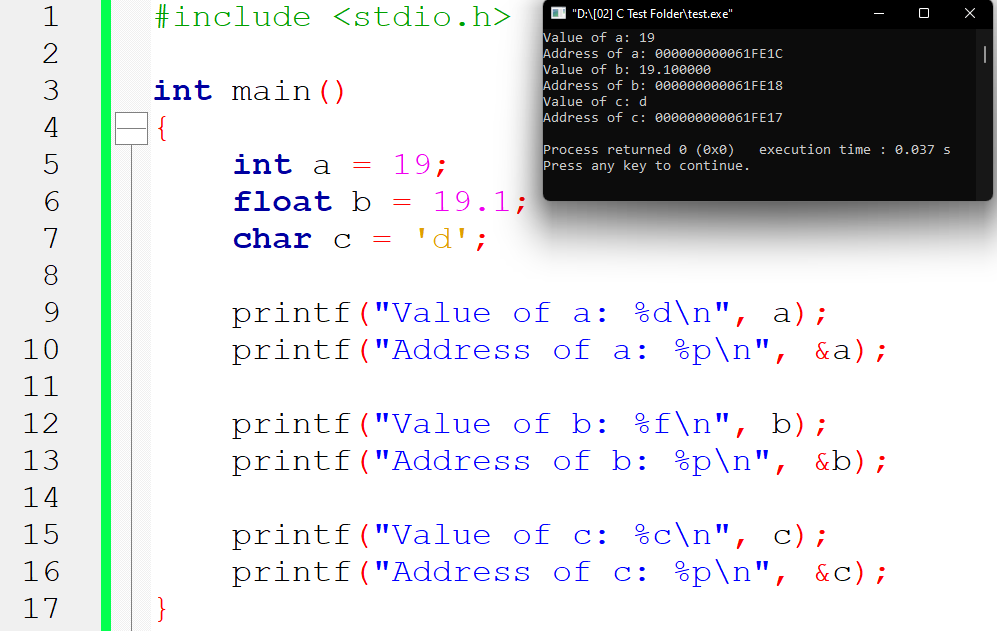 1 #include <stdio.h>
2
3 int main()
4 {
5 int a = 19;
6 float b = 19.1;
7 char c = 'd';
8
9 printf("Value of a: %d\n", a);
10 printf("Address of a: %p\n", &a);
11
12 printf("Value of b: %f\n", b);
13 printf("Address of b: %p\n", &b);
14
15 printf("Value of c: %c\n", c);
16 printf("Address of c: %p\n", &c);
17 }
"D:\[02] C Test Folder\test.exe"
Value of a: 19
Address of a: 000000000061FE1C
Value of b: 19.100000
Address of b: 000000000061FE18
Value of c: d
Address of c: 000000000061FE17
Process returned 0 (0x0) execution time : 0.037 s
Press any key to continue.